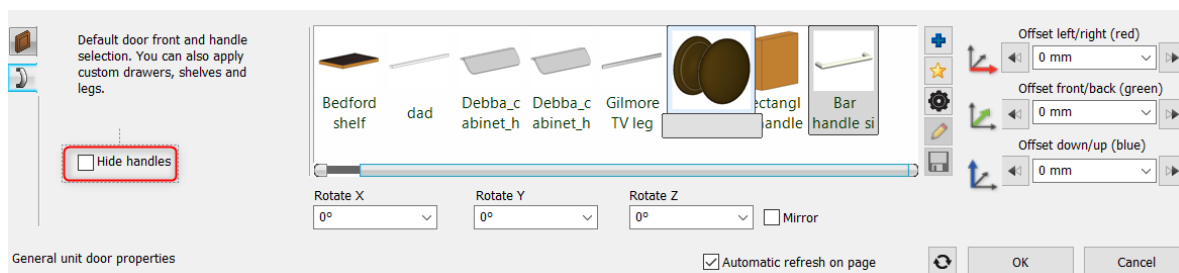 Default door front and handle
selection. You can also apply
custom drawers, shelves and
legs.
Hide handles
Bedford
shelf
dad
Debba_c
abinet_h
Debba_c
abinet_h
Gilmore
TV leg
ectangl
handle
Bar
handle si
Rotate X
0°
Rotate Y
0°
Rotate Z
0°
Mirror
Offset left/right (red)
0 mm
Offset front/back (green)
0 mm
Offset down/up (blue)
0 mm
General unit door properties
Automatic refresh on page
OK
Cancel